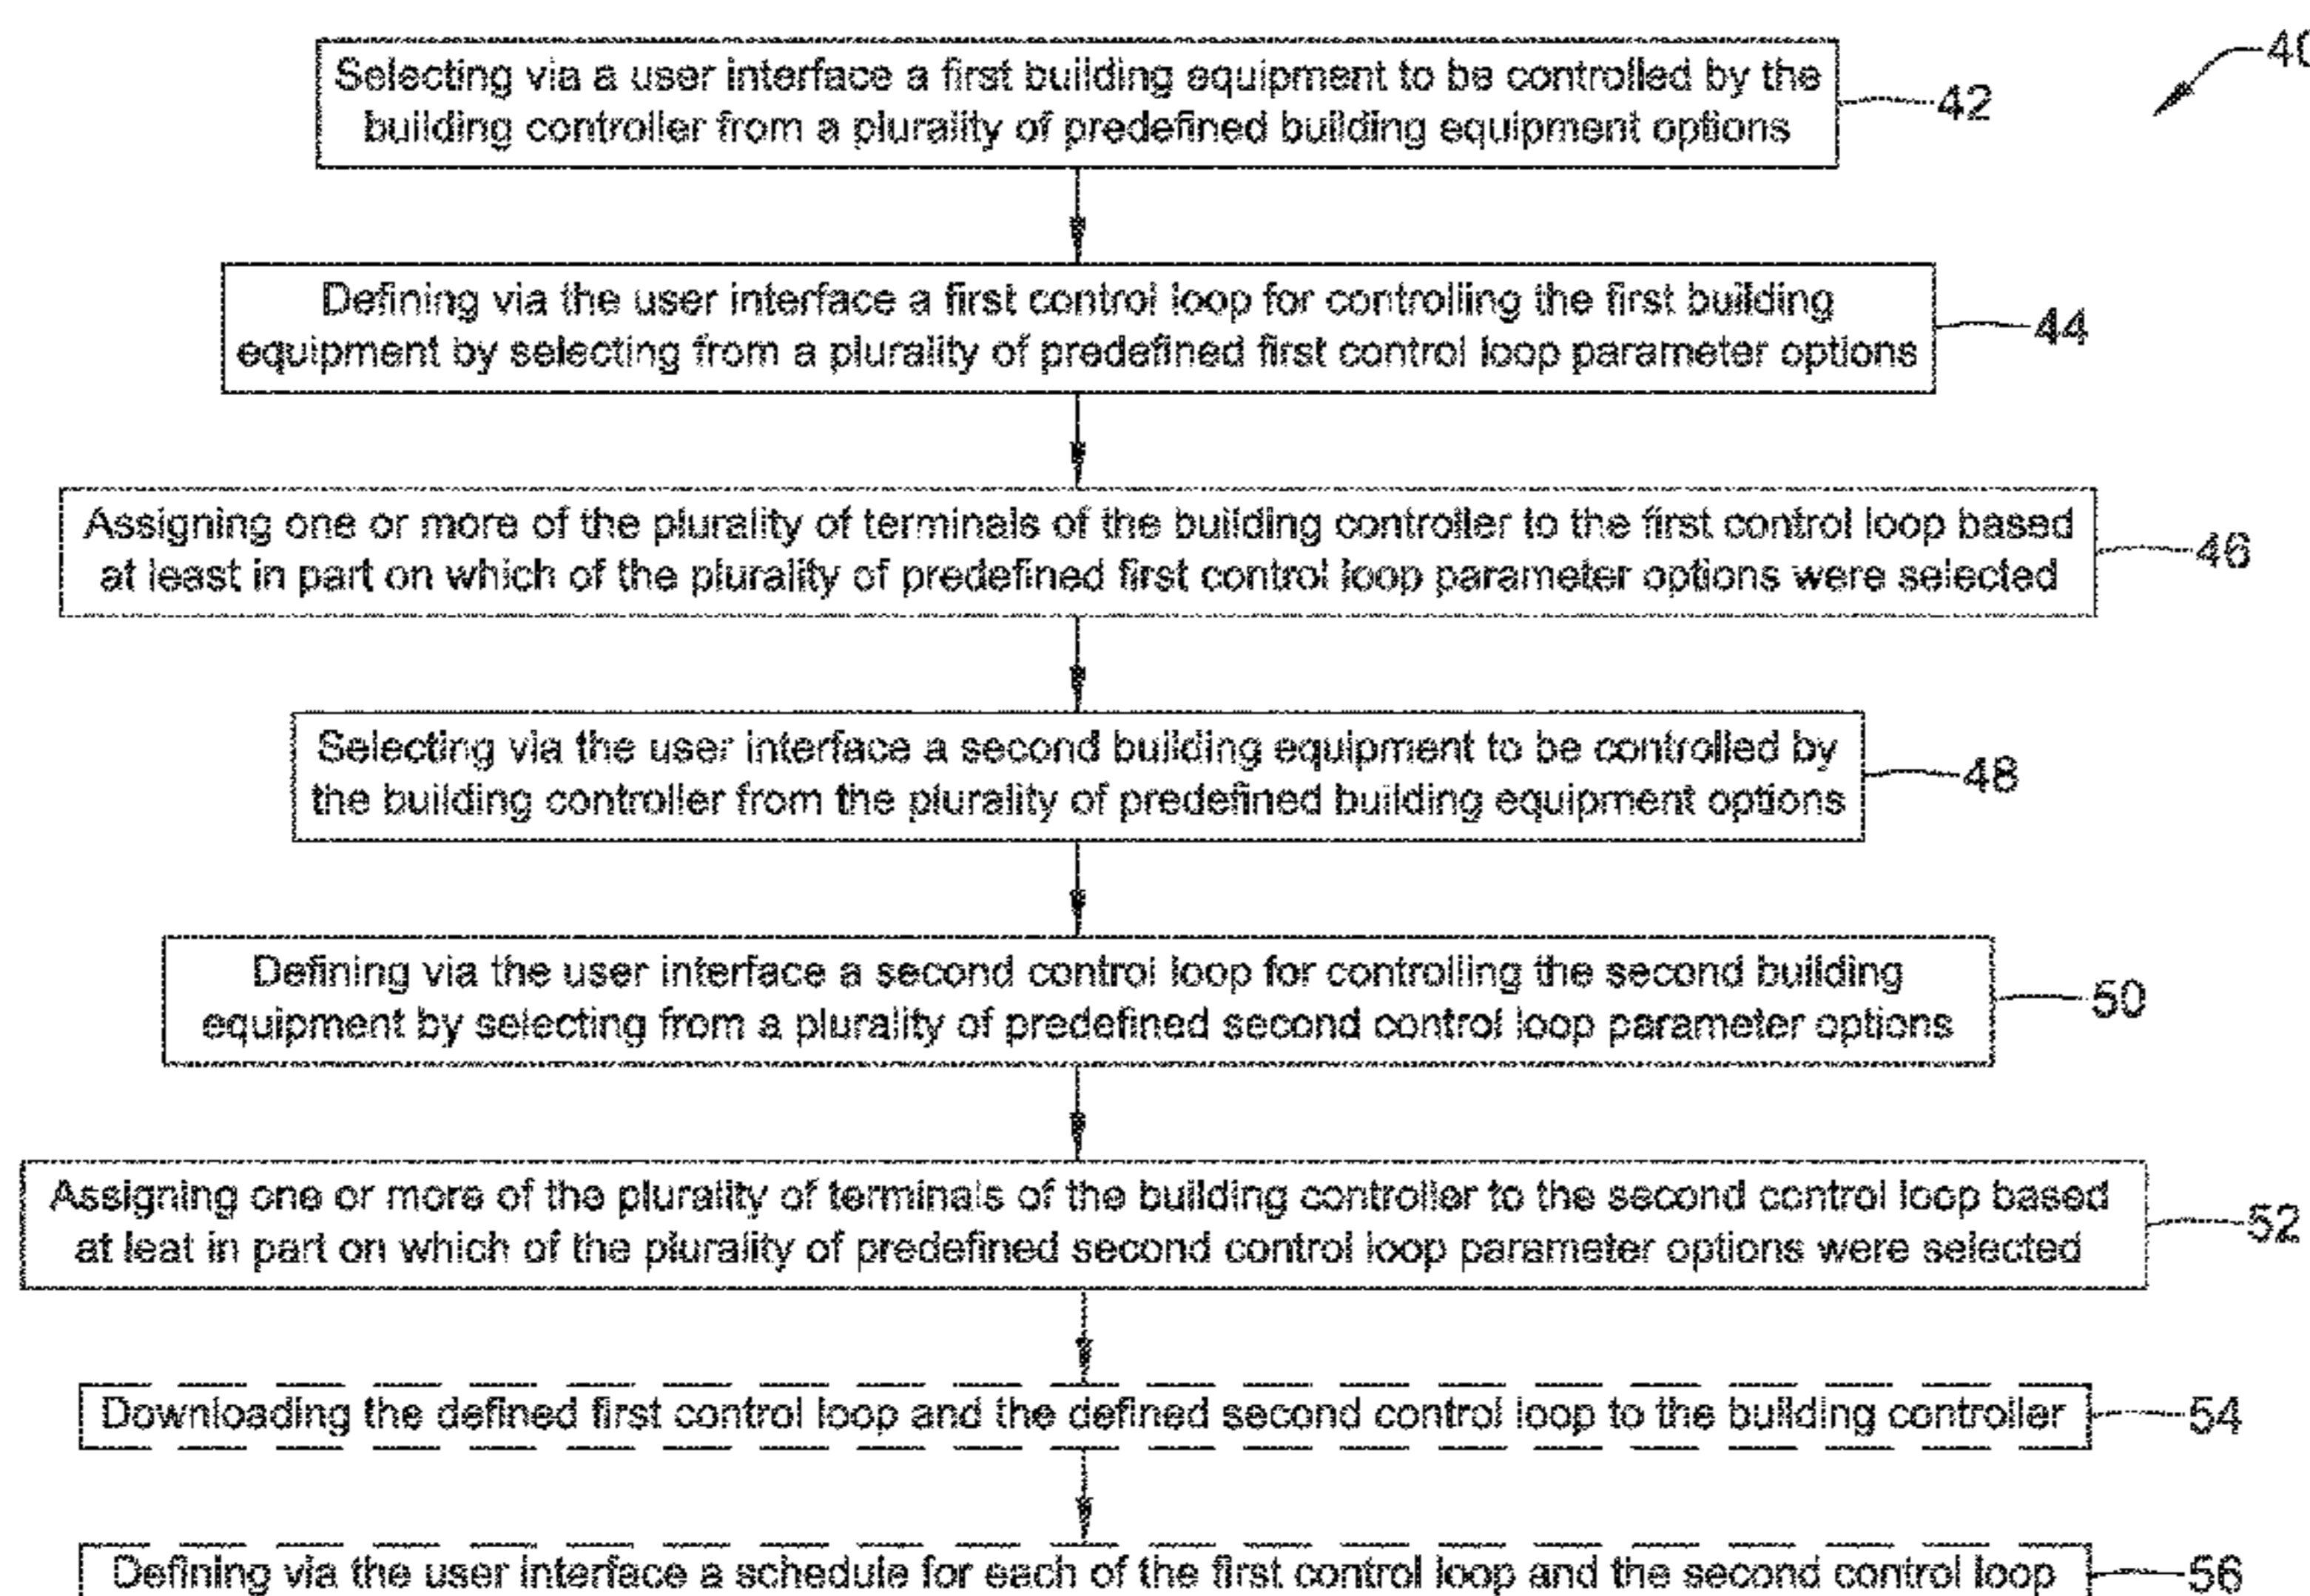 40
Selecting via a user interface a first building equipment to be controlled by the
building controller from a plurality of predefined building equipment options
42
Defining via the user interface a first control loop for controlling the first building
equipment by selecting from a plurality of predefined first control loop parameter options
44
Assigning one or more of the plurality of terminals of the building controller to the first control loop based
at least in part on which of the plurality of predefined first control loop parameter options were selected
46
Selecting via the user interface a second building equipment to be controlled by
the building controller from the plurality of predefined building equipment options
48
Defining via the user interface a second control loop for controlling the second building
equipment by selecting from a plurality of predefined second control loop parameter options
50
Assigning one or more of the plurality of terminals of the building controller to the second control loop based
at leat in part on which of the plurality of predefined second control loop parameter options were selected
52
Downloading the defined first control loop and the defined second control loop to the building controller
54
Defining via the user interface a schedule for each of the first control loop and the second control loop
56